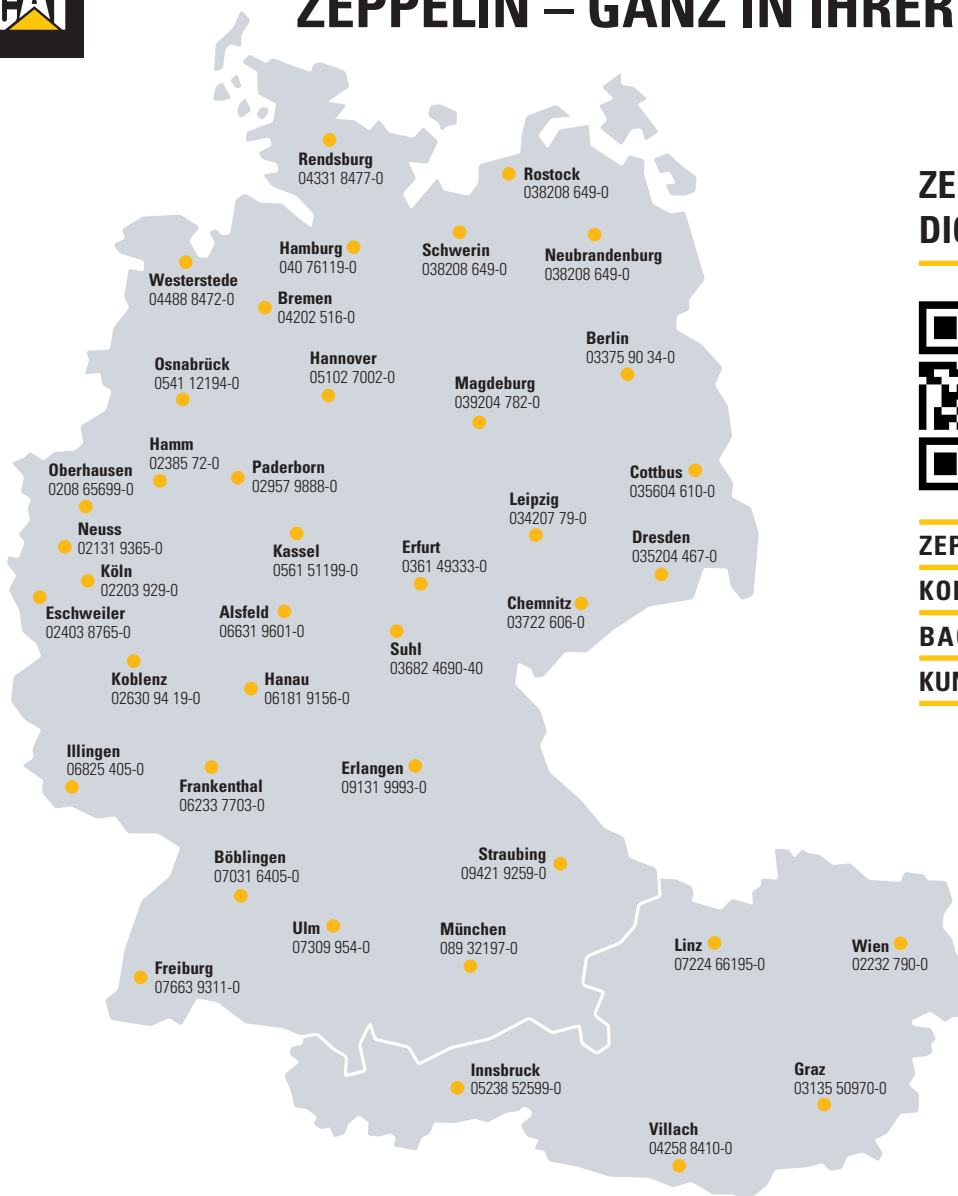 ZEPPELIN – GANZ IN IHRER
Rendsburg
04331 8477-0
Rostock
038208 649-0
Hamburg
040 76119-0
Schwerin
038208 649-0
Neubrandenburg
038208 649-0
Westerstede
04488 8472-0
Bremen
04202 516-0
Berlin
03375 90 34-0
Osnabrück
0541 12194-0
Hannover
05102 7002-0
Magdeburg
039204 782-0
Hamm
02385 72-0
Oberhausen
0208 65699-0
Paderborn
02957 9888-0
Cottbus
035604 610-0
Leipzig
034207 79-0
Neuss
02131 9365-0
Kassel
0561 51199-0
Erfurt
0361 49333-0
Dresden
035204 467-0
Köln
02203 929-0
Eschweiler
02403 8765-0
Alsfeld
06631 9601-0
Chemnitz
03722 606-0
Suhl
03682 4690-40
Koblenz
02630 94 19-0
Hanau
06181 9156-0
Illingen
06825 405-0
Frankenthal
06233 7703-0
Erlangen
09131 9993-0
Böblingen
07031 6405-0
Straubing
09421 9259-0
Ulm
07309 954-0
München
089 32197-0
Freiburg
07663 9311-0
Linz
07224 66195-0
Wien
02232 790-0
Innsbruck
05238 52599-0
Graz
03135 50970-0
Villach
04258 8410-0